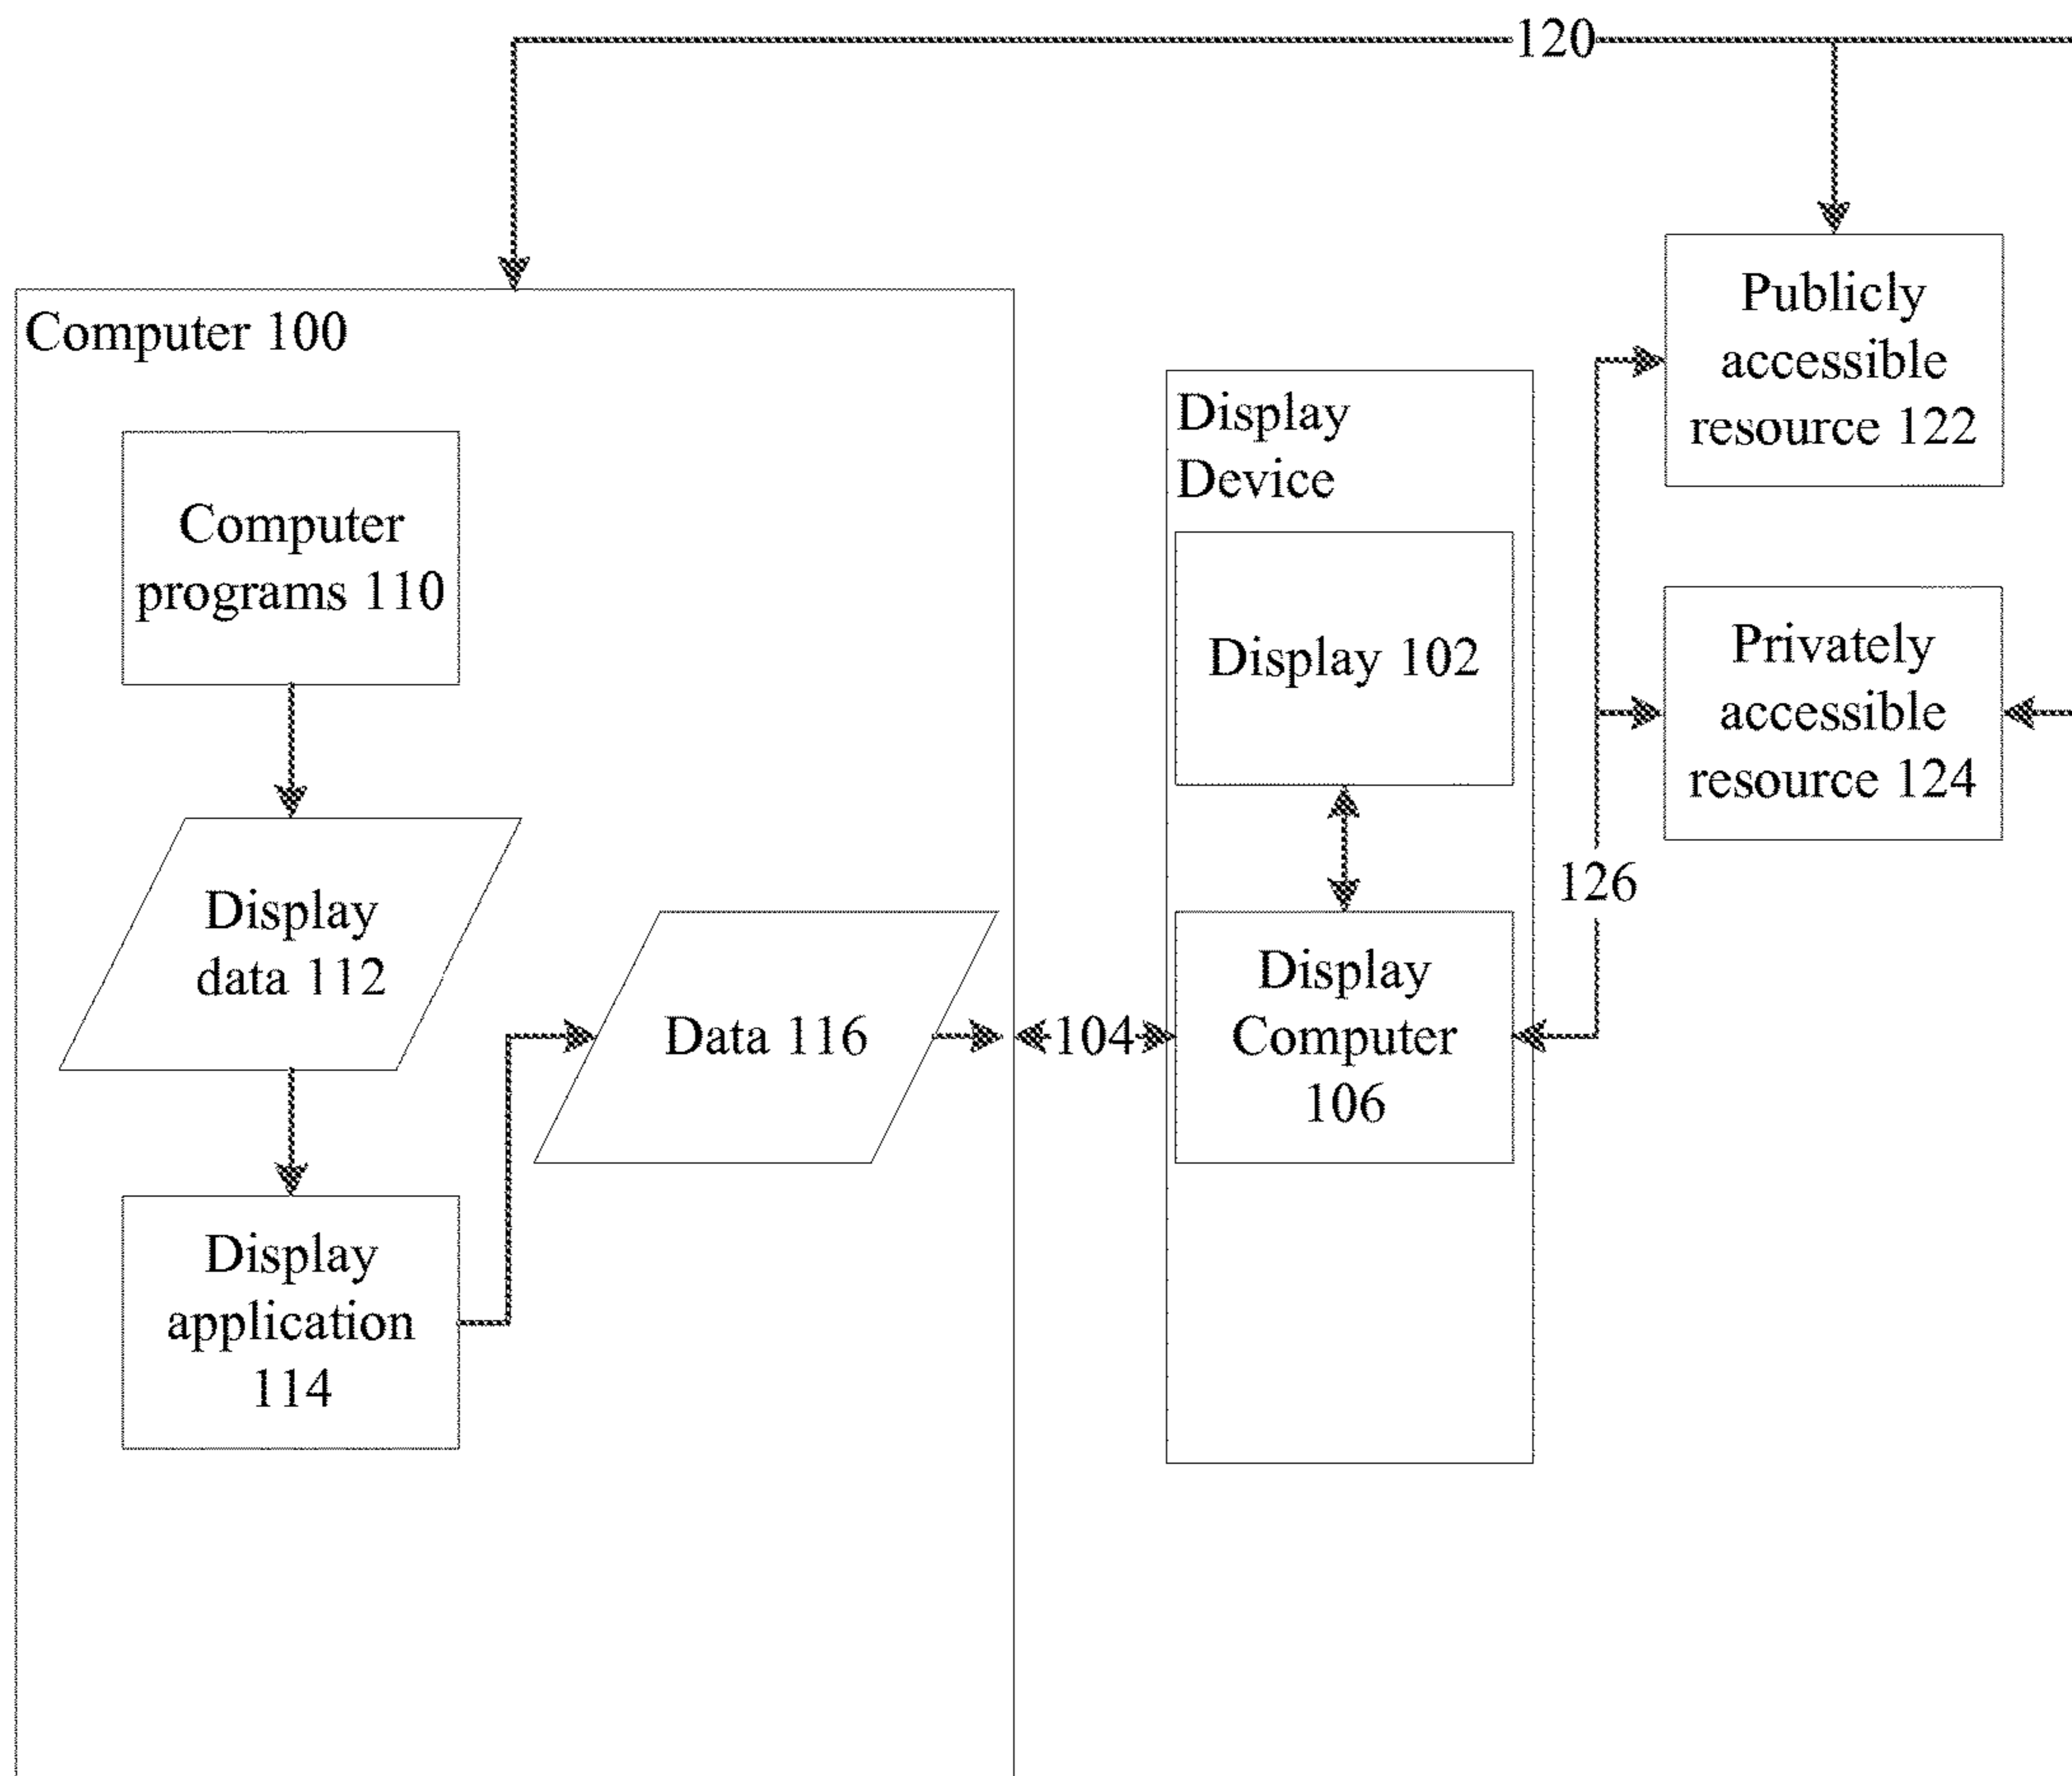 120
Computer 100
Computer
programs 110
Display
data 112
Display
application
114
Data 116
104
Display
Device
Display 102
Display
Computer
106
126
Publicly
accessible
resource 122
Privately
accessible
resource 124